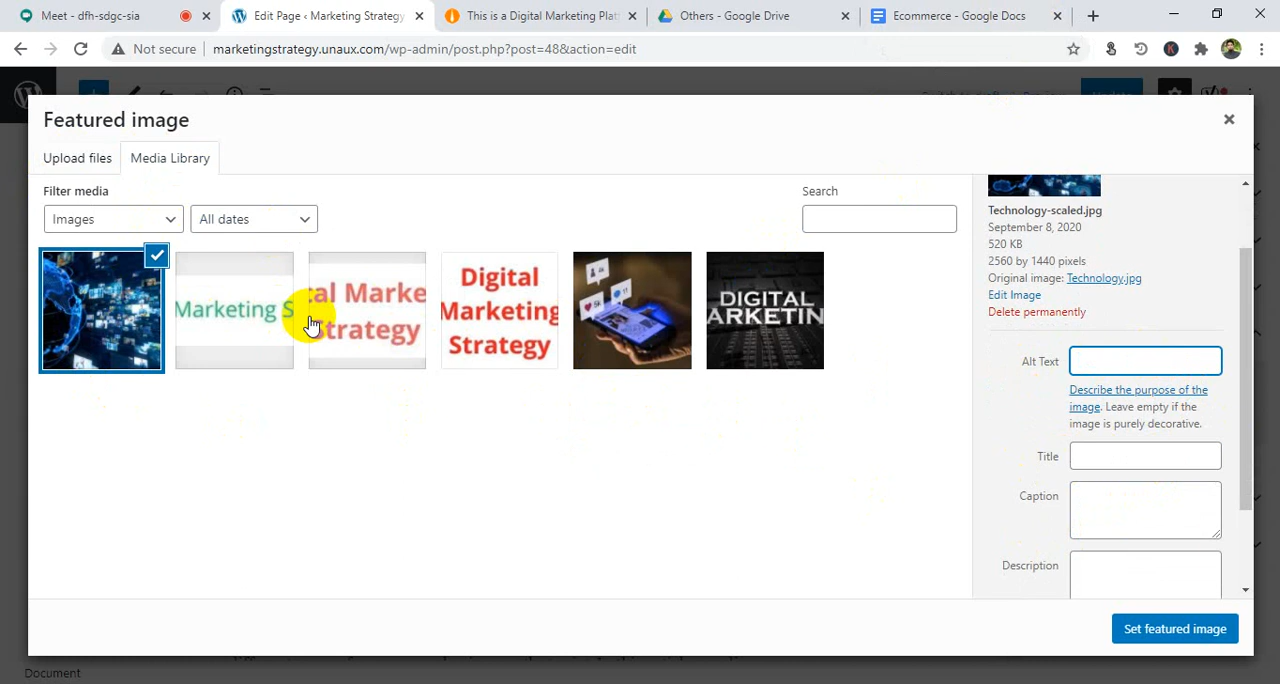 Meet - dfh-sdgc-sia
Edit Page ‹ Marketing Strategy
This is a Digital Marketing Plat
Others - Google Drive
Ecommerce - Google Docs
Not secure
marketingstrategy.unaux.com/wp-admin/post.php?post=48&action=edit
Featured image
Upload files
Media Library
Filter media
Search
Images
All dates
Marketing S
al Marke
Strategy
Digital
Marketing
Strategy
DIGITAL
ARKETIN
Technology-scaled.jpg
September 8, 2020
520 KB
2560 by 1440 pixels
Original image: Technology.jpg
Edit Image
Delete permanently
Alt Text
Describe the purpose of the
image. Leave empty if the
image is purely decorative.
Title
Caption
Description
Set featured image
Document